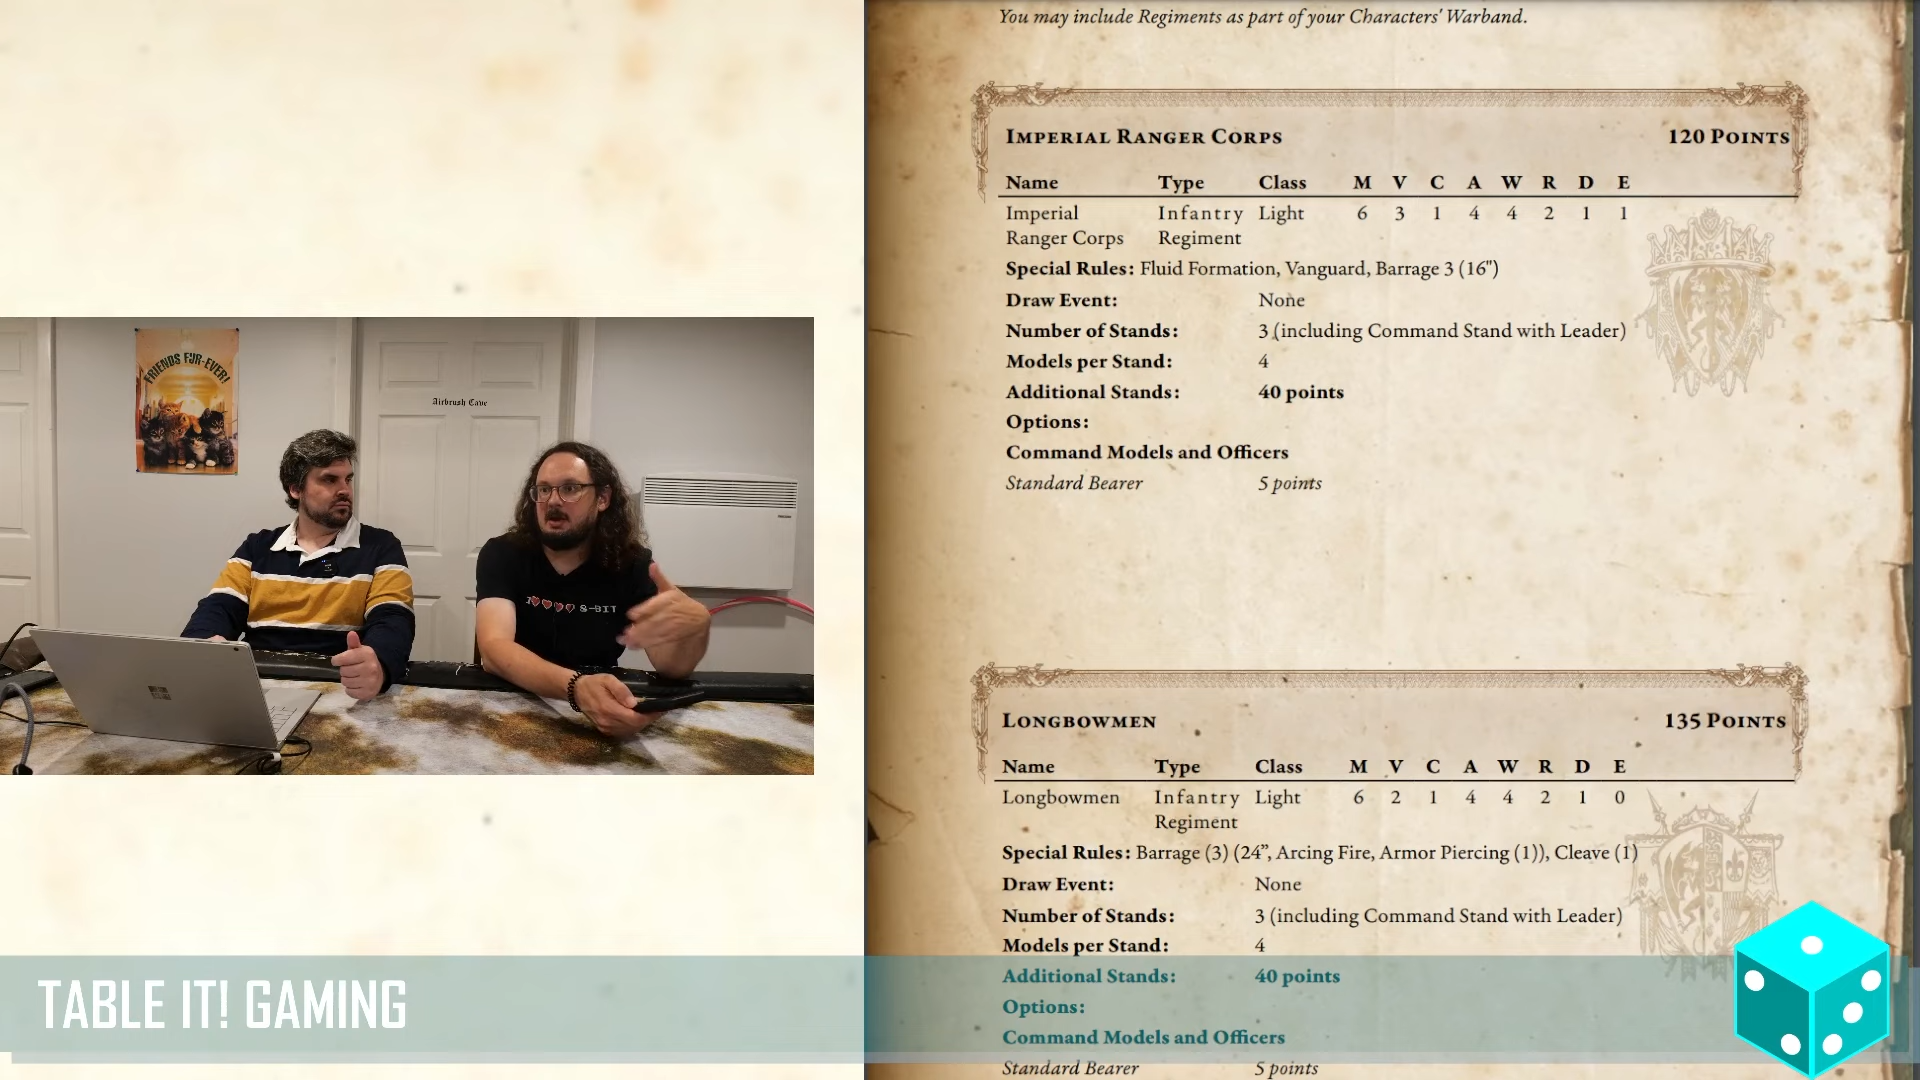 You may include Regiments as part of your Characters' Warband.
FRIENDS FUR-EVER!
Airbrush Cave
I 8-BIT
IMPERIAL RANGER CORPS 120 POINTS
Name Type Class M V C A W R D E
Imperial Infantry Light 6 3 1 4 4 2 1 1
Ranger Corps Regiment
Special Rules: Fluid Formation, Vanguard, Barrage 3 (16")
Draw Event: None
Number of Stands: 3 (including Command Stand with Leader)
Models per Stand: 4
Additional Stands: 40 points
Options:
Command Models and Officers
Standard Bearer 5 points
LONGBOWMEN 135 POINTS
Name Type Class M V C A W R D E
Longbowmen Infantry Light 6 2 1 4 4 2 1 0
Regiment
Special Rules: Barrage (3) (24”, Arcing Fire, Armor Piercing (1)), Cleave (1)
Draw Event: None
Number of Stands: 3 (including Command Stand with Leader)
Models per Stand: 4
Additional Stands: 40 points
Options:
Command Models and Officers
Standard Bearer 5 points
TABLE IT! GAMING